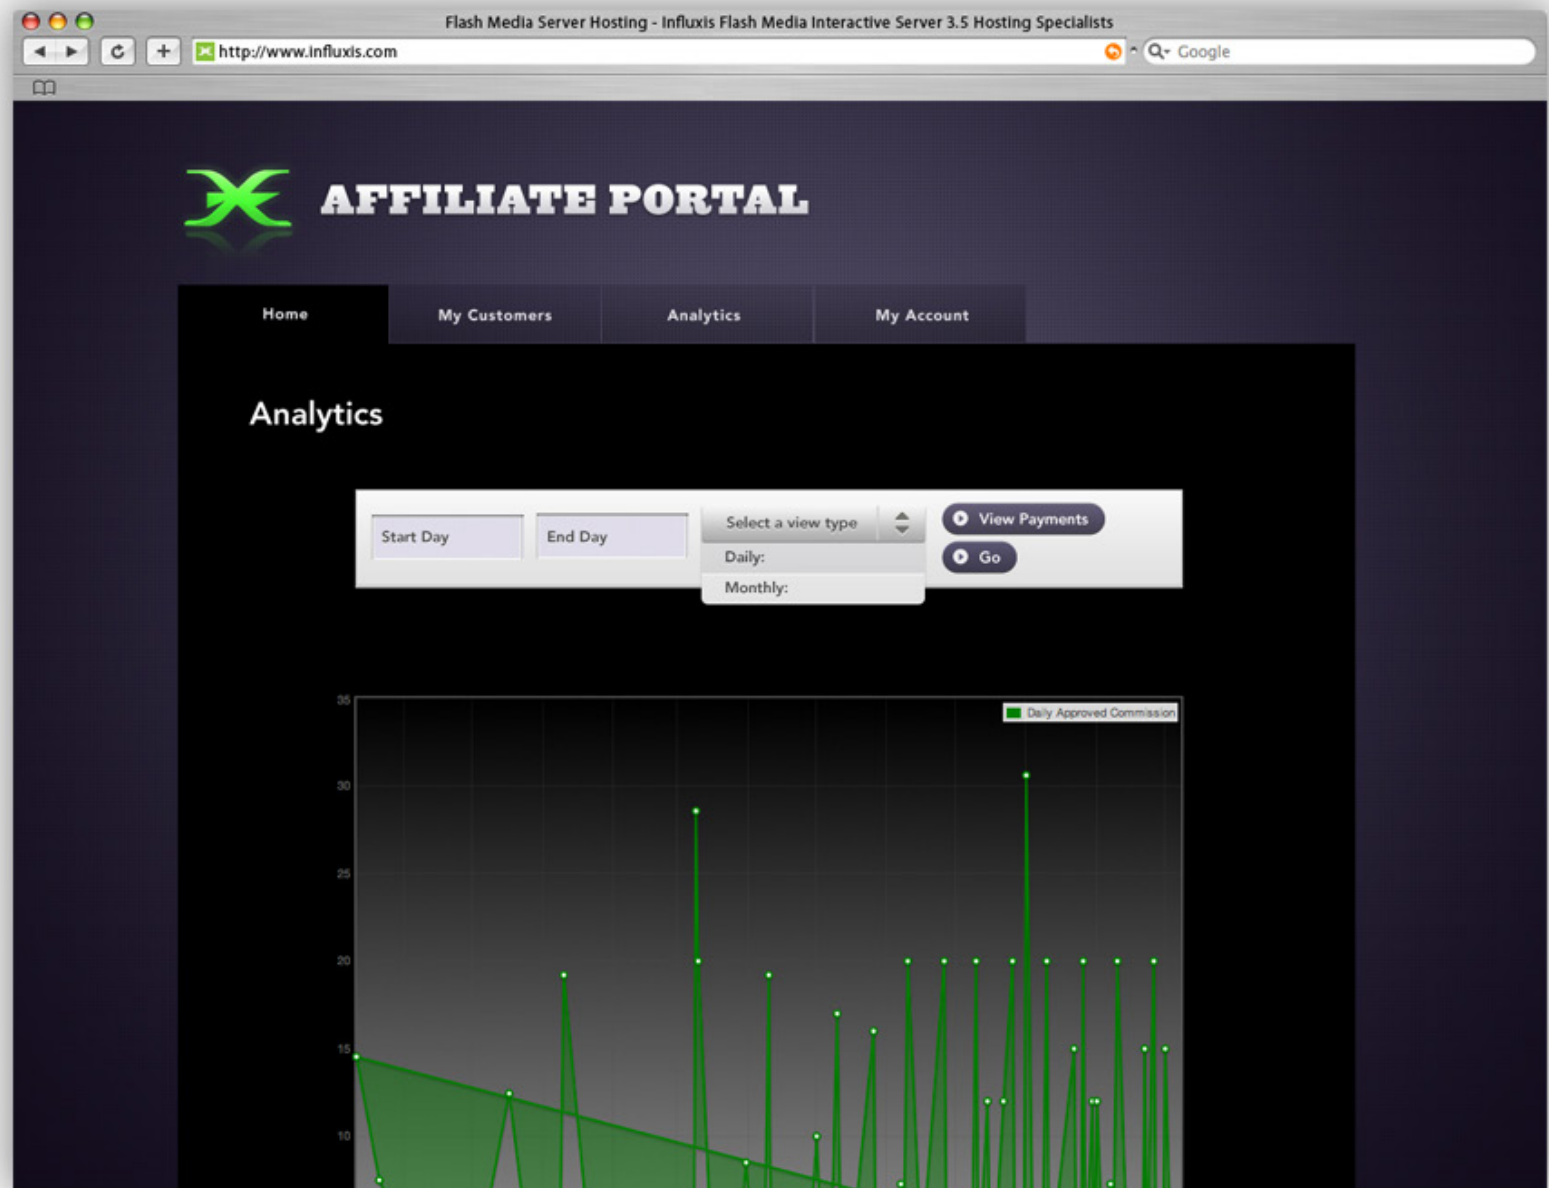 Flash Media Server Hosting - Influxis Flash Media Interactive Server 3.5 Hosting Specialists
http://www.influxis.com
Google
AFFILIATE PORTAL
Home
My Customers
Analytics
My Account
Analytics
Start Day
End Day
Select a view type
View Payments
Daily:
Go
Monthly:
35
Daily Approved Commission
30
25
20
15
10